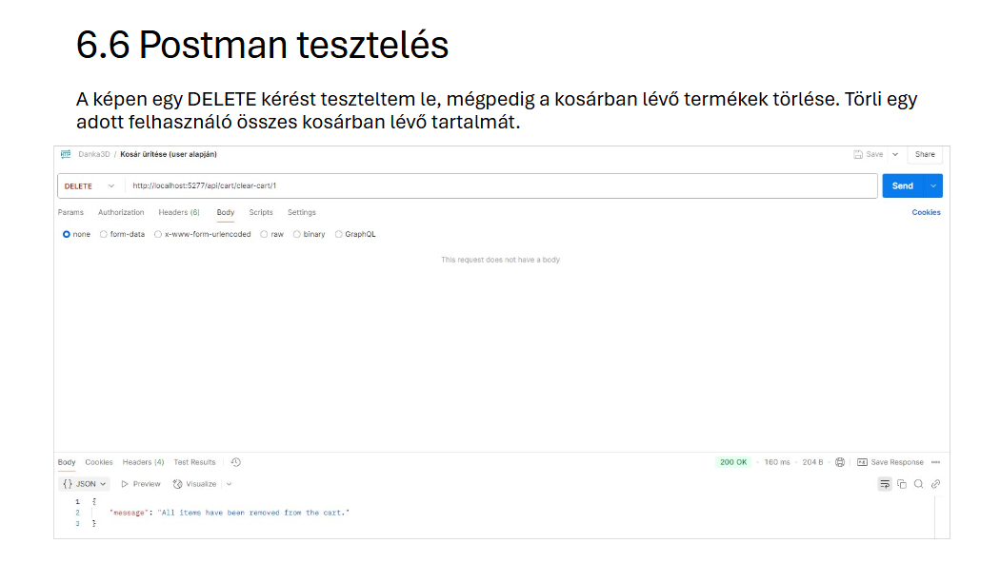 6.6 Postman tesztelés
A képen egy DELETE kérést teszteltem le, mégpedig a kosárban lévő termékek törlése. Törli egy
adott felhasználó összes kosárban lévő tartalmát.
Danka3D / Kosár ürítése (user alapján) Save Share
DELETE http://localhost:5277/api/cart/clear-cart/1 Send
Params Authorization Headers (6) Body Scripts Settings Cookies
none form-data x-www-form-urlencoded raw binary GraphQL
This request does not have a body
Body Cookies Headers (4) Test Results 200 OK · 160 ms · 204 B Save Response
{} JSON Preview Visualize
1 {
2 "message": "All items have been removed from the cart."
3 }